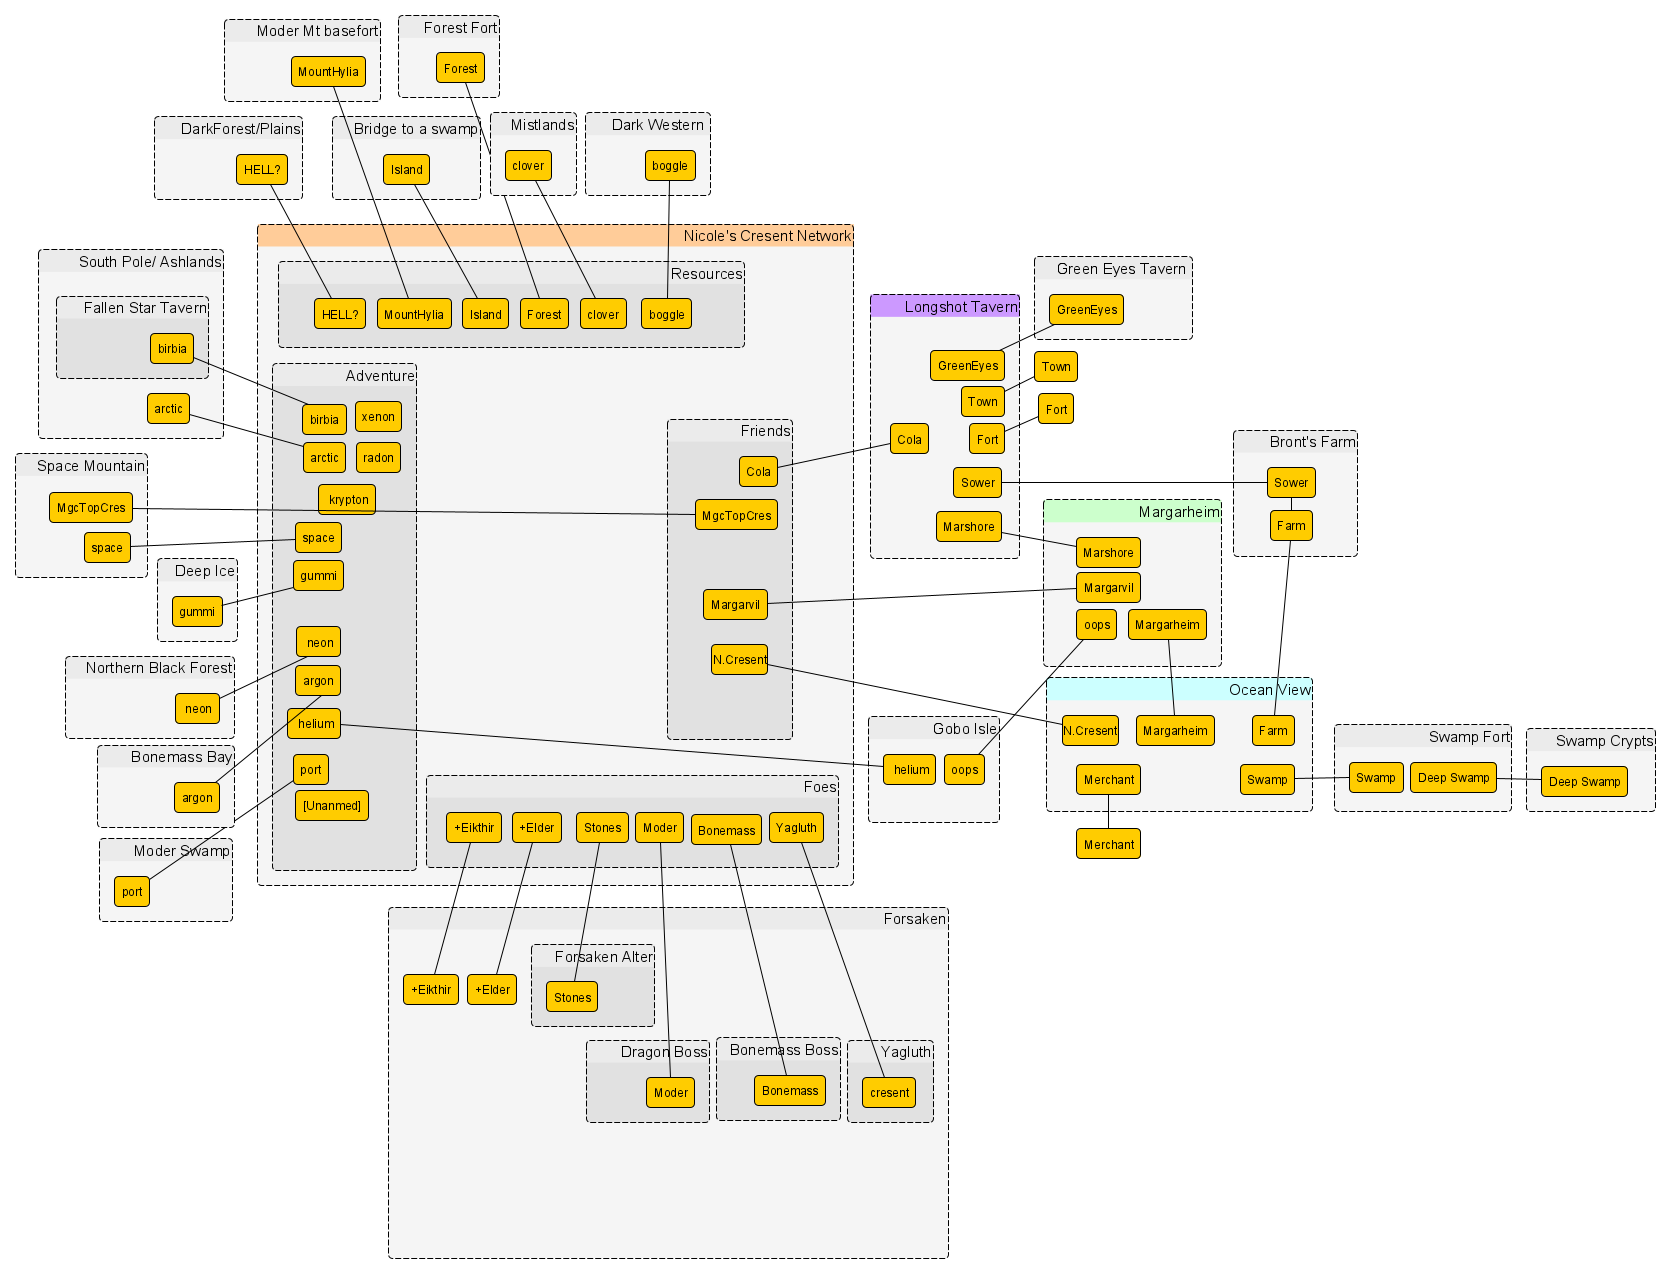 Moder Mt basefort
MountHylia
Forest Fort
Forest
DarkForest/Plains
HELL?
Bridge to a swamp
Island
Mistlands
clover
Dark Western
boggle
Nicole's Cresent Network
Resources
HELL?
MountHylia
Island
Forest
clover
boggle
South Pole/ Ashlands
Fallen Star Tavern
birbia
arctic
Space Mountain
MgcTopCres
space
Deep Ice
gummi
Northern Black Forest
neon
Bonemass Bay
argon
Moder Swamp
port
Adventure
birbia
xenon
arctic
radon
krypton
space
gummi
neon
argon
helium
port
[Unanmed]
Friends
Cola
MgcTopCres
Margarvil
N.Cresent
Foes
+Eikthir
+Elder
Stones
Moder
Bonemass
Yagluth
Longshot Tavern
GreenEyes
Town
Cola
Fort
Sower
Marshore
Green Eyes Tavern
GreenEyes
Town
Fort
Bront's Farm
Sower
Farm
Margarheim
Marshore
Margarvil
oops
Margarheim
Ocean View
N.Cresent
Margarheim
Farm
Merchant
Swamp
Merchant
Gobo Isle
helium
oops
Swamp Fort
Swamp
Deep Swamp
Swamp Crypts
Deep Swamp
Forsaken
+Eikthir
+Elder
Forsaken Alter
Stones
Dragon Boss
Moder
Bonemass Boss
Bonemass
Yagluth
cresent